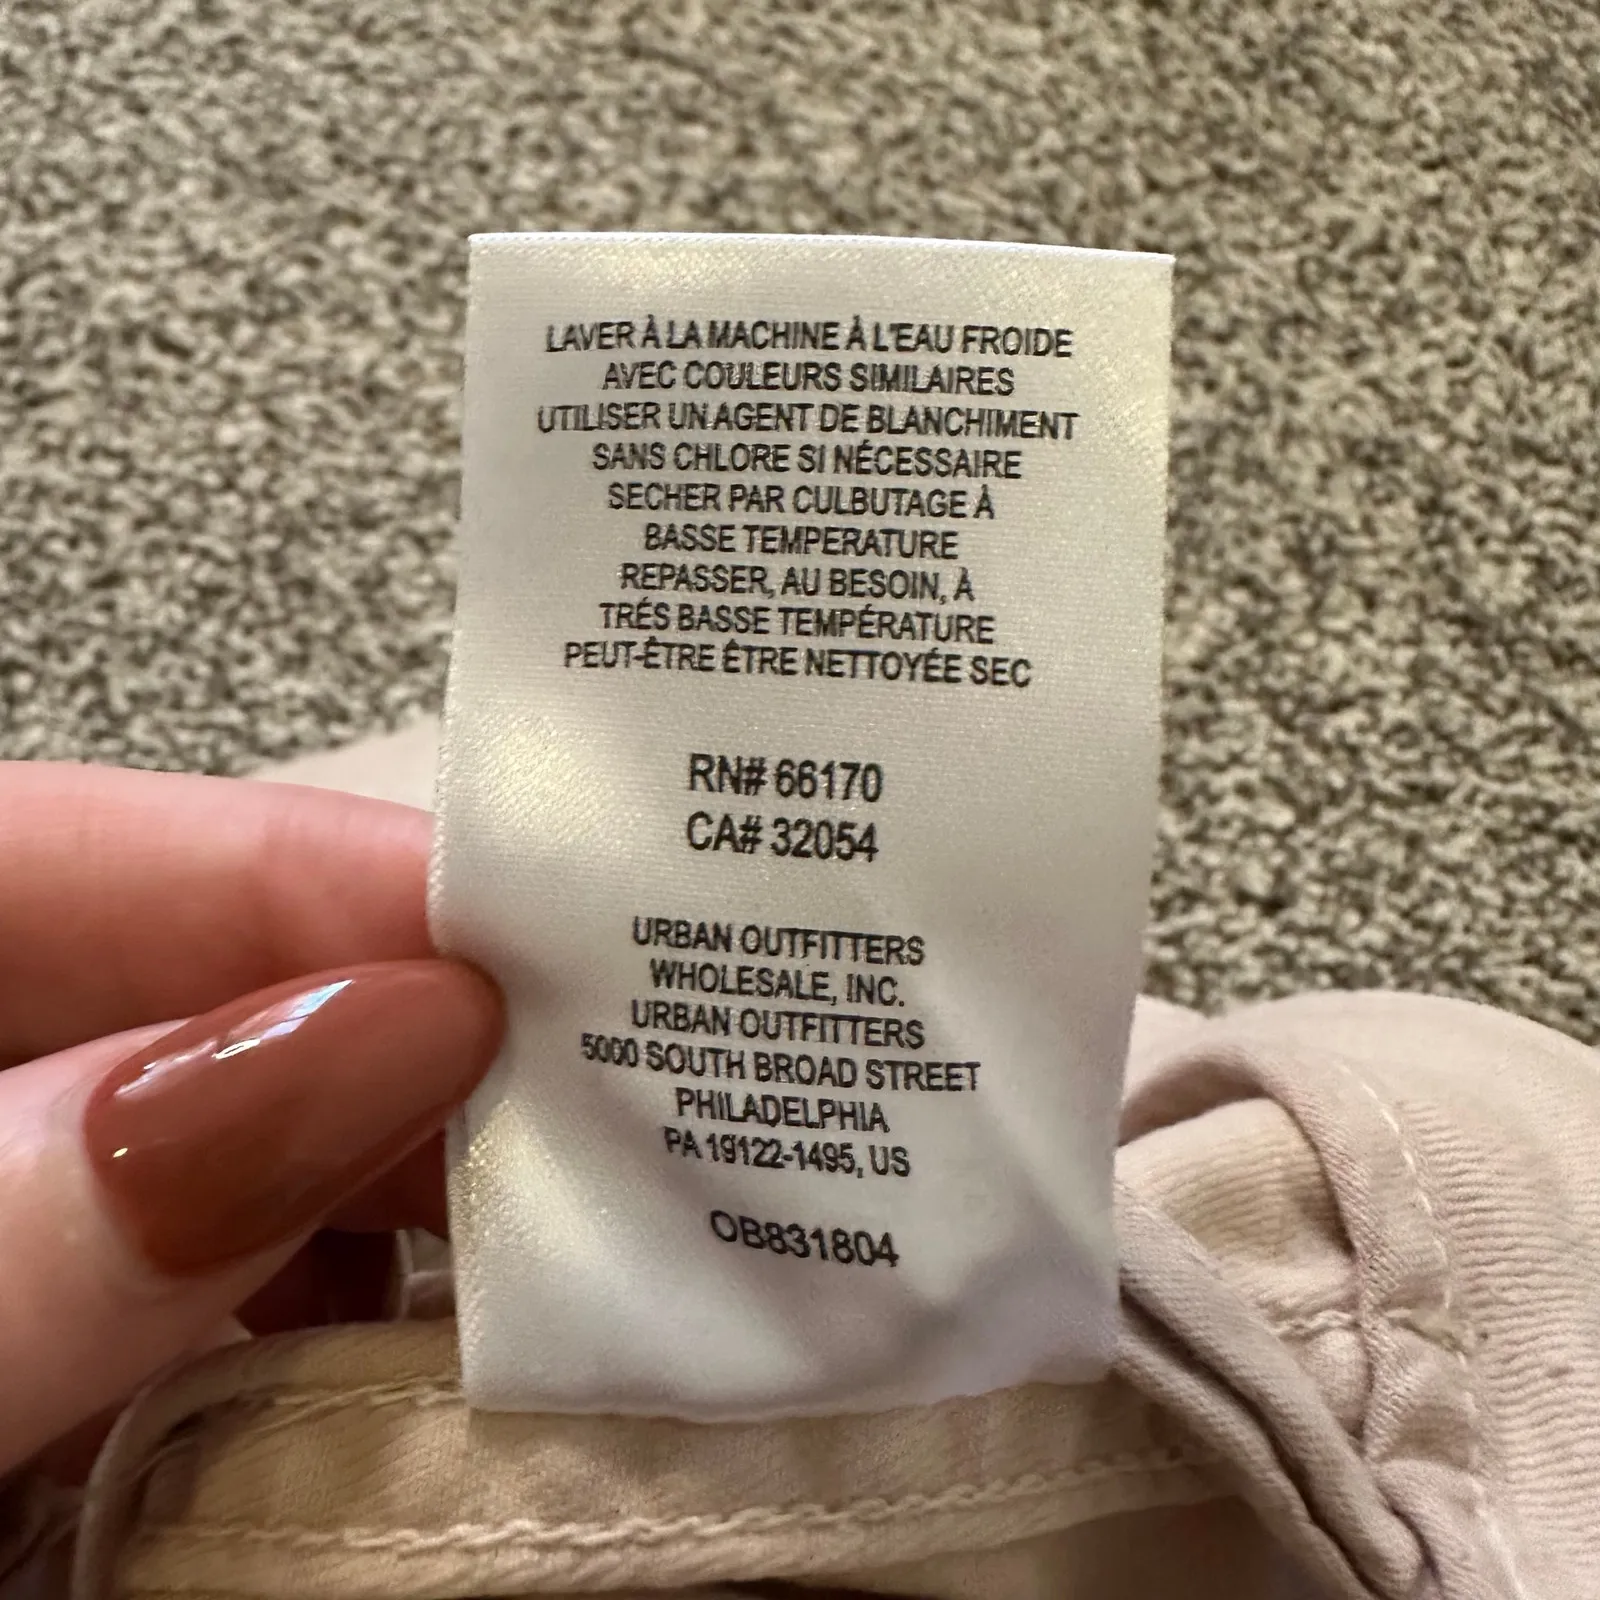 LAVER À LA MACHINE À L'EAU FROIDE
AVEC COULEURS SIMILAIRES
UTILISER UN AGENT DE BLANCHIMENT
SANS CHLORE SI NÉCESSAIRE
SECHER PAR CULBUTAGE À
BASSE TEMPERATURE
REPASSER, AU BESOIN, À
TRÉS BASSE TEMPÉRATURE
PEUT-ÊTRE ÊTRE NETTOYÉE SEC
RN# 66170
CA# 32054
URBAN OUTFITTERS
WHOLESALE, INC.
URBAN OUTFITTERS
5000 SOUTH BROAD STREET
PHILADELPHIA
PA 19122-1495, US
OB831804